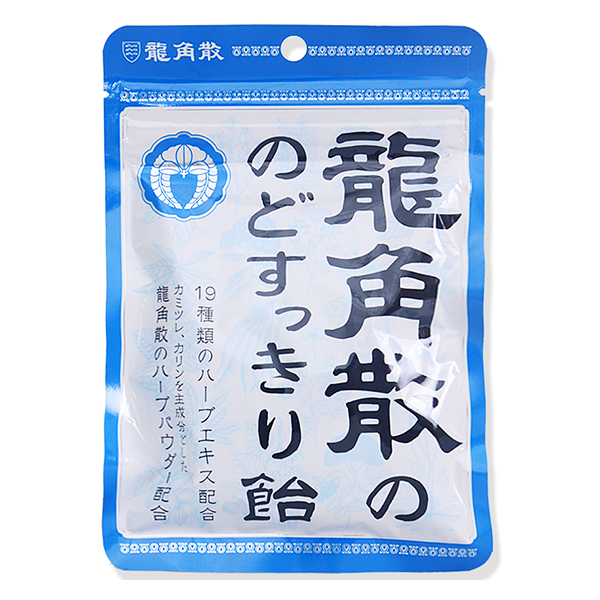 龍角散
龍角散の
のどすっきり飴
19種類のハーブエキス配合
カミツレ、カリンを主成分とした
龍角散のハーブパウダー配合